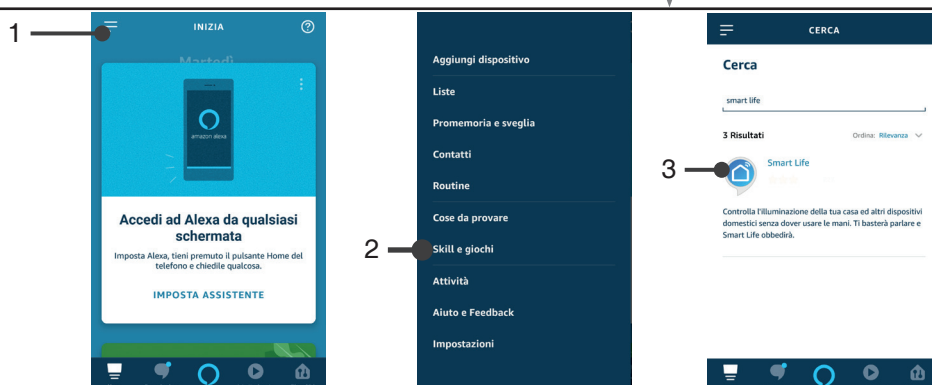 1
INIZIA
Martedì
amazon alexa
Accedi ad Alexa da qualsiasi
schermata
Imposta Alexa, tieni premuto il pulsante Home del
telefono e chiedile qualcosa.
IMPOSTA ASSISTENTE
2
Aggiungi dispositivo
Liste
Promemoria e sveglia
Contatti
Routine
Cose da provare
Skill e giochi
Attività
Aiuto e Feedback
Impostazioni
3
CERCA
Cerca
smart life
3 Risultati
Ordina: Rilevanza
Smart Life
Controlla l'illuminazione della tua casa ed altri dispositivi
domestici senza dover usare le mani. Ti basterà parlare e
Smart Life obbedirà.